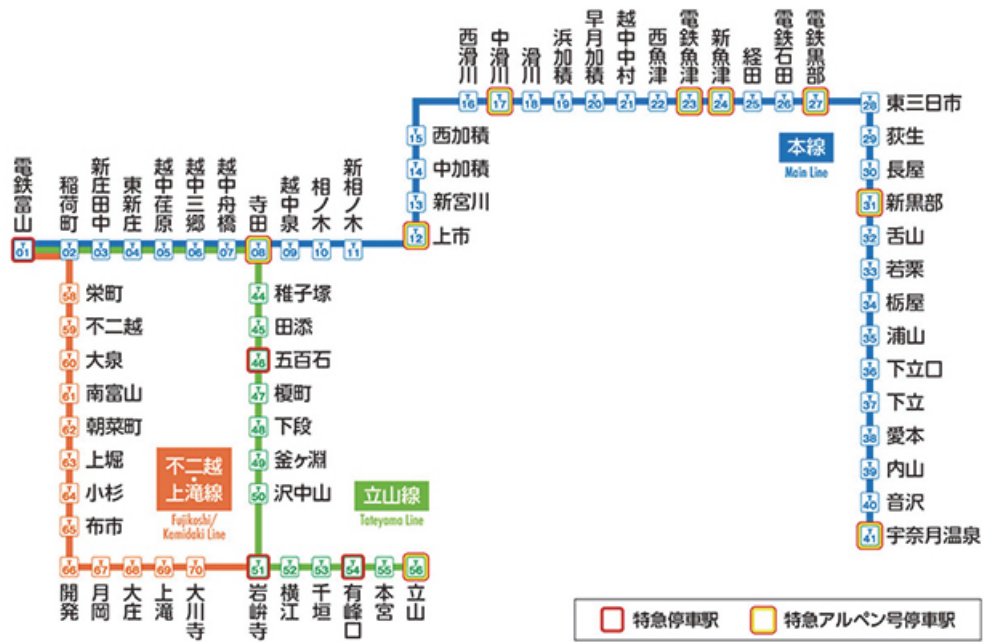 電鉄富山
T 01
稲荷町
T 02
新庄田中
T 03
東新庄
T 04
越中荏原
T 05
越中三郷
T 06
越中舟橋
T 07
寺田
T 08
越中泉
T 09
相ノ木
T 10
新相ノ木
T 11
上市
T 12
新宮川
T 13
中加積
T 14
西加積
T 15
西滑川
T 16
中滑川
T 17
滑川
T 18
浜加積
T 19
早月加積
T 20
越中中村
T 21
西魚津
T 22
電鉄魚津
T 23
新魚津
T 24
経田
T 25
電鉄石田
T 26
電鉄黒部
T 27
東三日市
T 28
荻生
T 29
長屋
T 30
新黒部
T 31
舌山
T 32
若栗
T 33
栃屋
T 34
浦山
T 35
下立口
T 36
下立
T 37
愛本
T 38
内山
T 39
音沢
T 40
宇奈月温泉
T 41
本線
Main Line
稚子塚
T 44
田添
T 45
五百石
T 46
榎町
T 47
下段
T 48
釜ヶ淵
T 49
沢中山
T 50
岩峅寺
T 51
横江
T 52
千垣
T 53
有峰口
T 54
本宮
T 55
立山
T 56
立山線
Tateyama Line
栄町
T 58
不二越
T 59
大泉
T 60
南富山
T 61
朝菜町
T 62
上堀
T 63
小杉
T 64
布市
T 65
開発
T 66
月岡
T 67
大庄
T 68
上滝
T 69
大川寺
T 70
不二越・
上滝線
Fujikoshi/
Kamidaki Line
特急停車駅
特急アルペン号停車駅